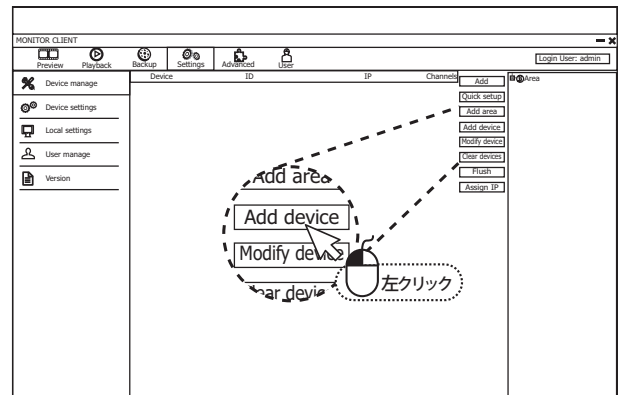 MONITOR CLIENT
Preview Playback Backup Settings Advanced User
Login User: admin
Device manage
Device settings
Local settings
User manage
Version
Device ID IP Channels
Add
Quick setup
Add area
Add device
Modify device
Clear devices
Flush
Assign IP
Area
Add area
Add device
Modify device
ear devic
左クリック